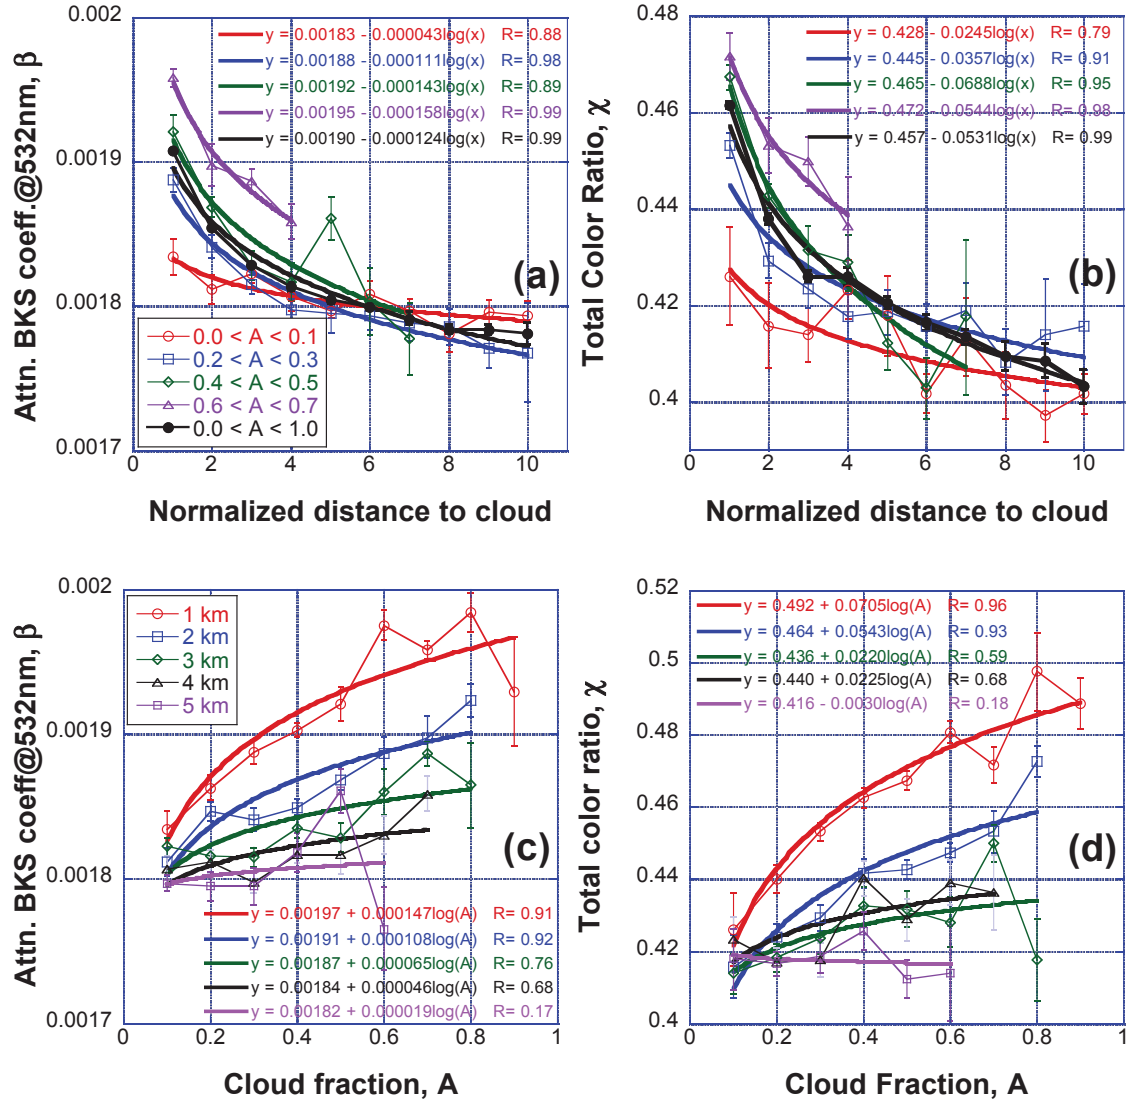 0.002
0.0019
0.0018
0.0017
Attn. BKS coeff.@532nm, β
y = 0.00183 - 0.000043log(x) R= 0.88
y = 0.00188 - 0.000111log(x) R= 0.98
y = 0.00192 - 0.000143log(x) R= 0.89
y = 0.00195 - 0.000158log(x) R= 0.99
y = 0.00190 - 0.000124log(x) R= 0.99
(a)
0.0 < A < 0.1
0.2 < A < 0.3
0.4 < A < 0.5
0.6 < A < 0.7
0.0 < A < 1.0
0 2 4 6 8 10
Normalized distance to cloud
0.48
0.46
0.44
0.42
0.4
Total Color Ratio, χ
y = 0.428 - 0.0245log(x) R= 0.79
y = 0.445 - 0.0357log(x) R= 0.91
y = 0.465 - 0.0688log(x) R= 0.95
y = 0.472 - 0.0544log(x) R= 0.98
y = 0.457 - 0.0531log(x) R= 0.99
(b)
0 2 4 6 8 10
Normalized distance to cloud
0.002
0.0019
0.0018
0.0017
Attn. BKS coeff@532nm, β
1 km
2 km
3 km
4 km
5 km
(c)
y = 0.00197 + 0.000147log(A) R= 0.91
y = 0.00191 + 0.000108log(A) R= 0.92
y = 0.00187 + 0.000065log(A) R= 0.76
y = 0.00184 + 0.000046log(A) R= 0.68
y = 0.00182 + 0.000019log(A) R= 0.17
0 0.2 0.4 0.6 0.8 1
Cloud fraction, A
0.52
0.5
0.48
0.46
0.44
0.42
0.4
Total color ratio, χ
y = 0.492 + 0.0705log(A) R= 0.96
y = 0.464 + 0.0543log(A) R= 0.93
y = 0.436 + 0.0220log(A) R= 0.59
y = 0.440 + 0.0225log(A) R= 0.68
y = 0.416 - 0.0030log(A) R= 0.18
(d)
0 0.2 0.4 0.6 0.8 1
Cloud Fraction, A